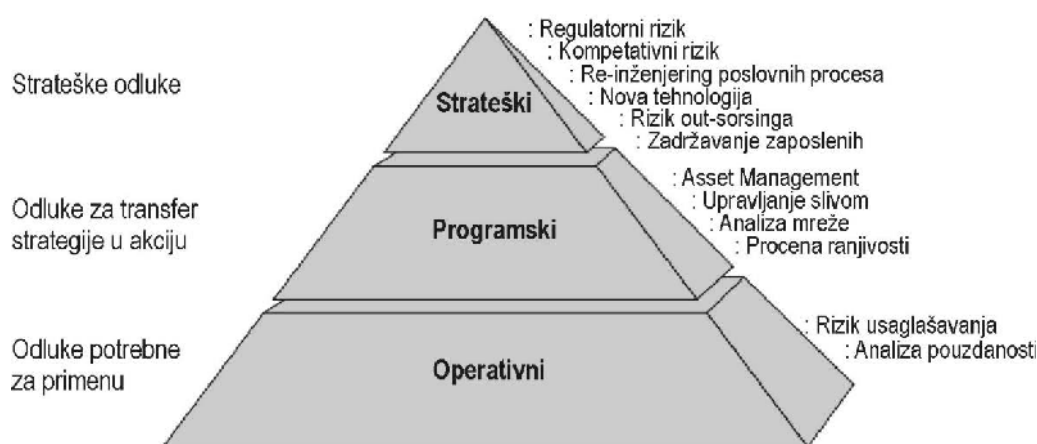 Strateške odluke
Strateški
: Regulatorni rizik
: Kompetativni rizik
: Re-inženjering poslovnih procesa
: Nova tehnologija
: Rizik out-sorsinga
: Zadržavanje zaposlenih
Odluke za transfer
strategije u akciju
Programski
: Asset Management
: Upravljanje slivom
: Analiza mreže
: Procena ranjivosti
Odluke potrebne
za primenu
Operativni
: Rizik usaglašavanja
: Analiza pouzdanosti